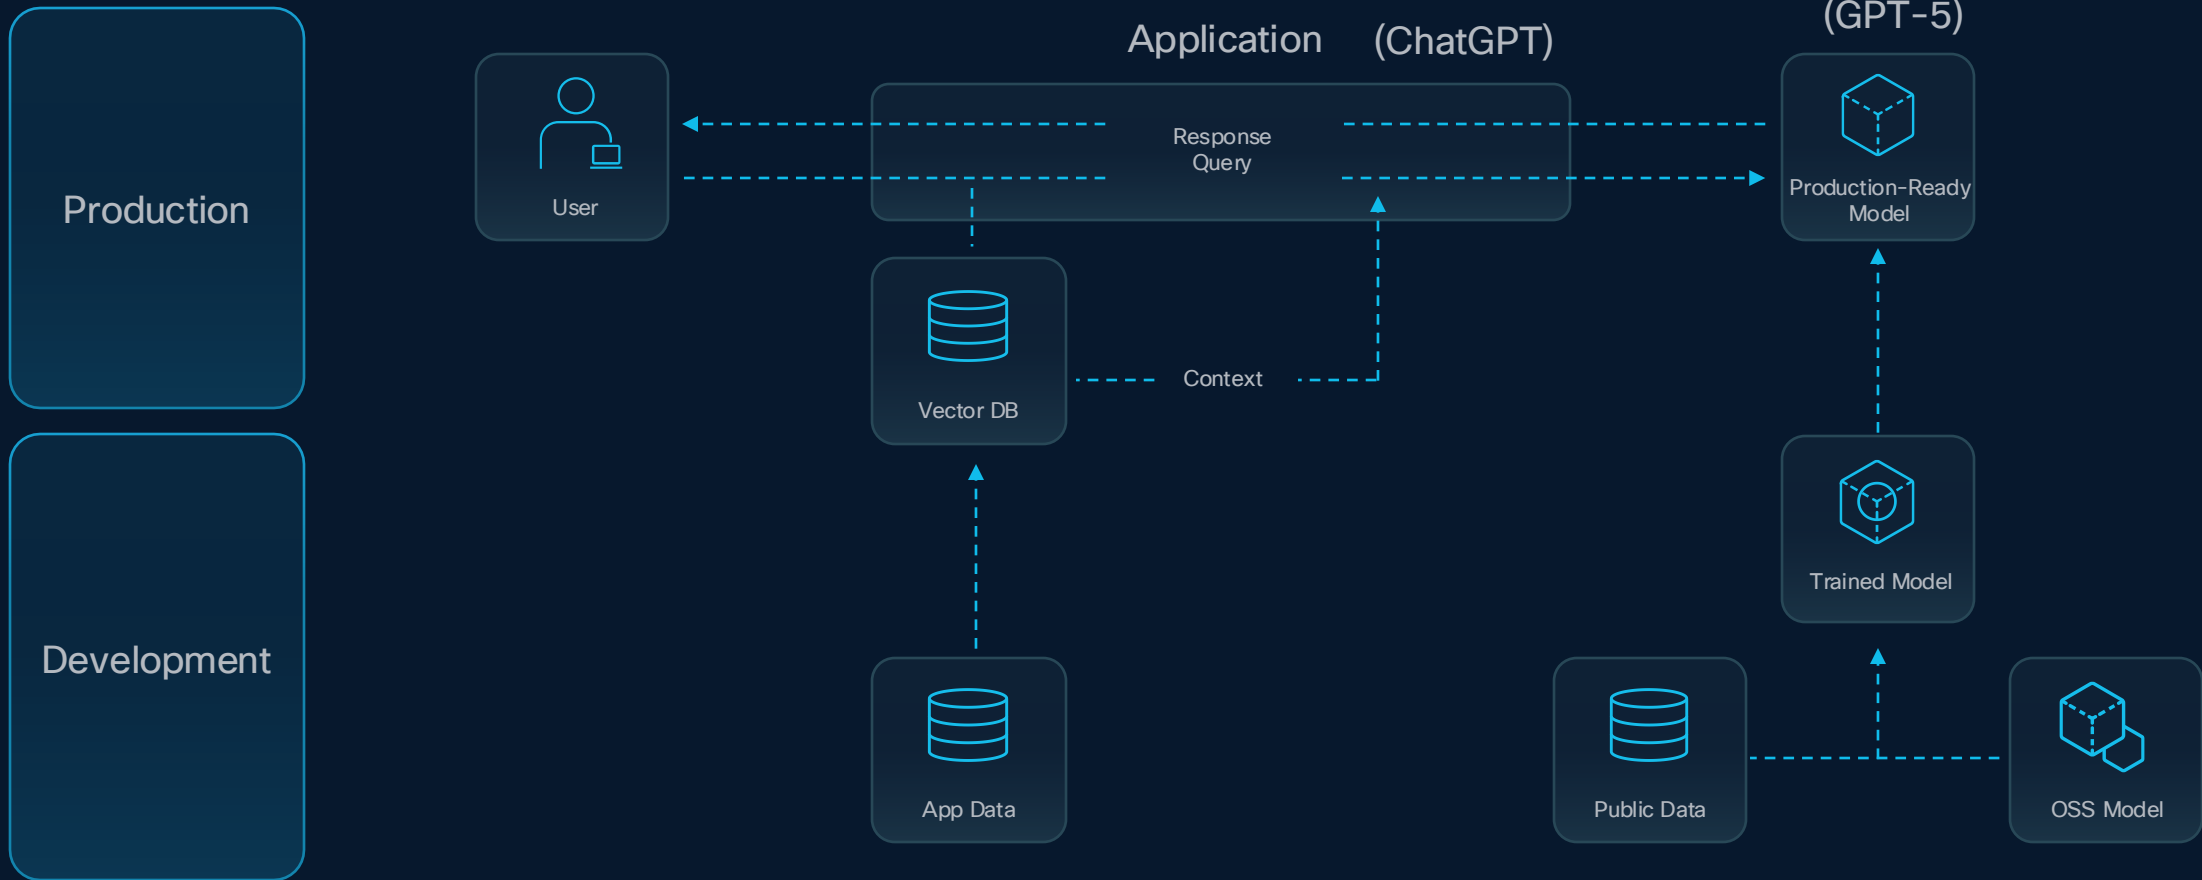 (GPT-5)
Application (ChatGPT)
Production
User
Response
Query
Production-Ready
Model
Context
Vector DB
Development
Trained Model
App Data
Public Data
OSS Model